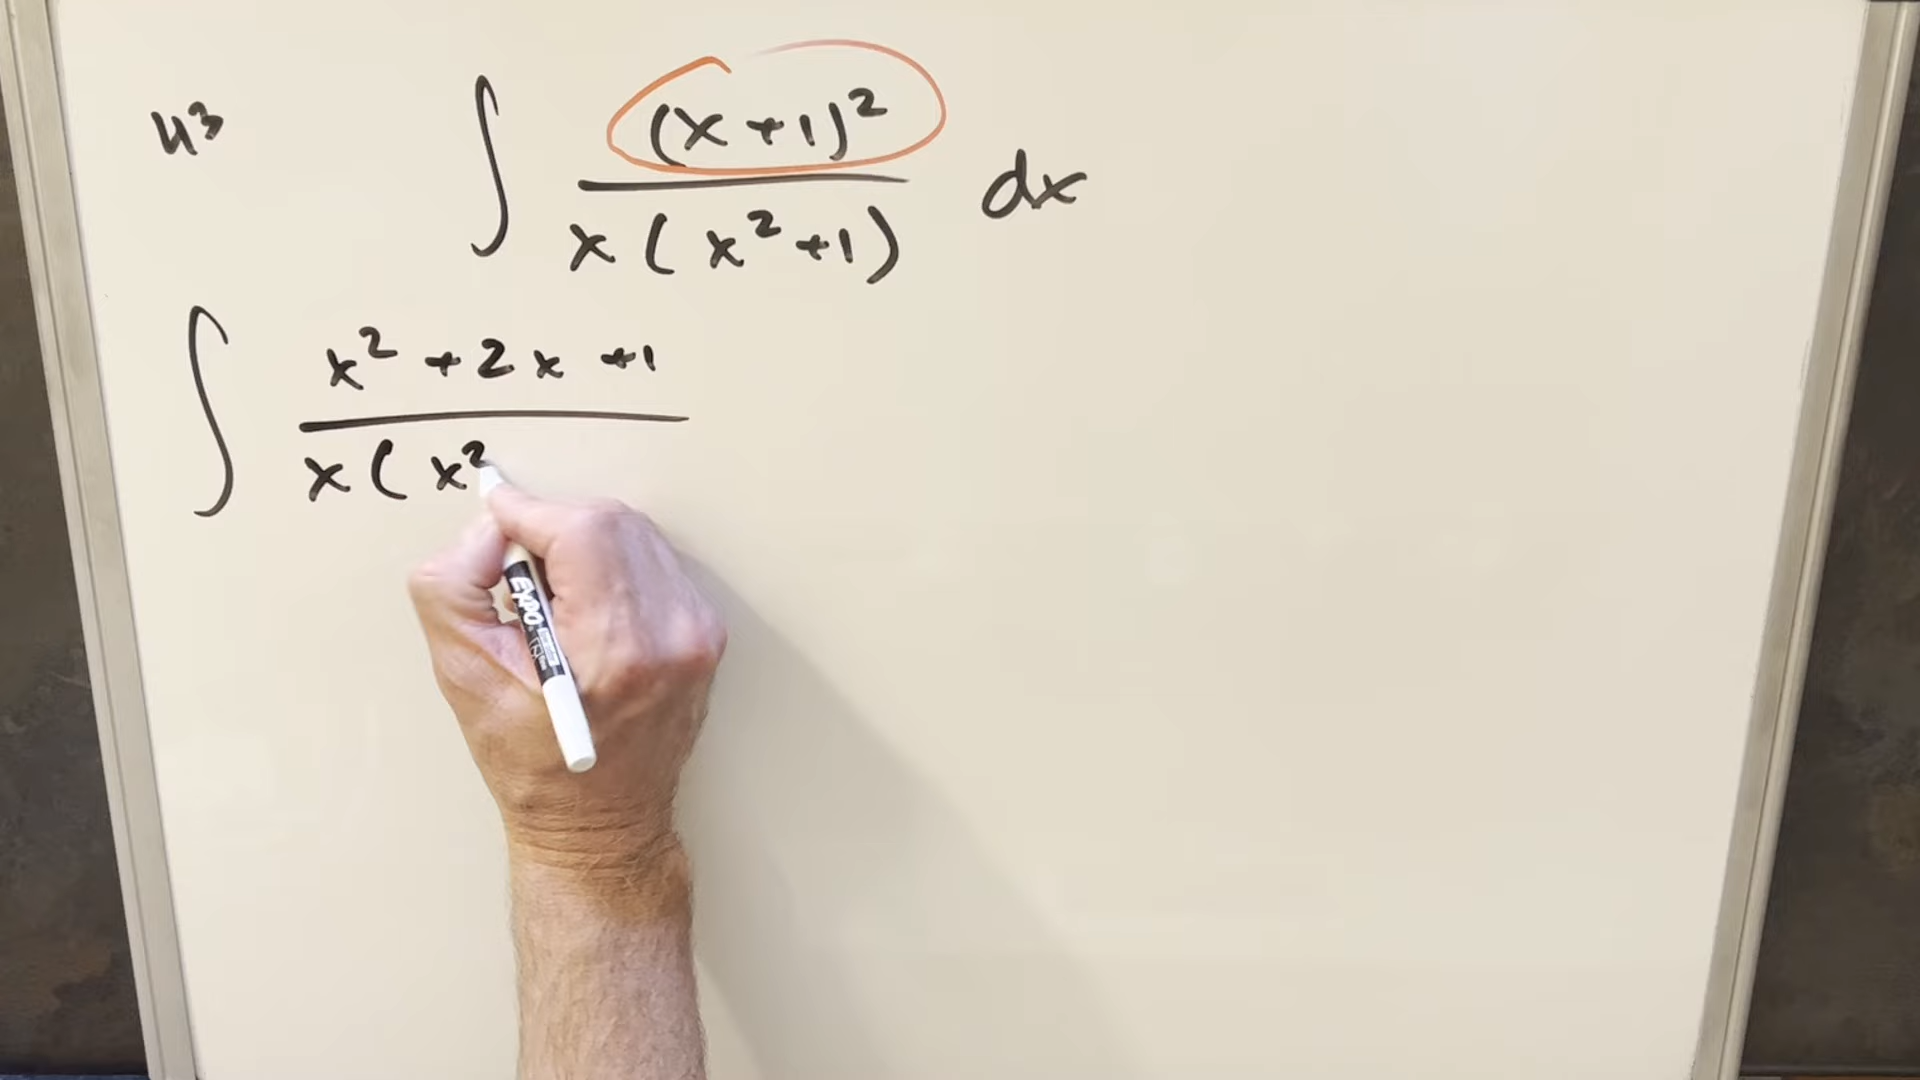 43
∫ (x+1)² / x(x²+1) dx
∫ x²+2x+1 / x(x²
EXPO